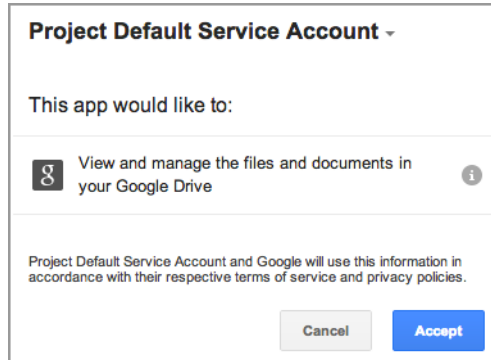 Project Default Service Account
This app would like to:
View and manage the files and documents in
your Google Drive
Project Default Service Account and Google will use this information in
accordance with their respective terms of service and privacy policies.
Cancel
Accept